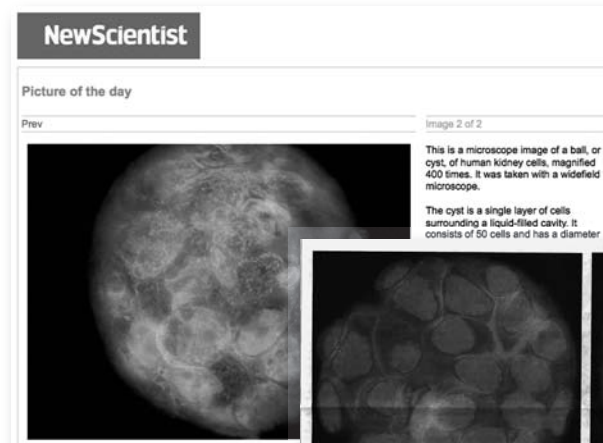 NewScientist
Picture of the day
Prev
Image 2 of 2
This is a microscope image of a ball, or
cyst, of human kidney cells, magnified
400 times. It was taken with a widefield
microscope.
The cyst is a single layer of cells
surrounding a liquid-filled cavity. It
consists of 50 cells and has a diameter